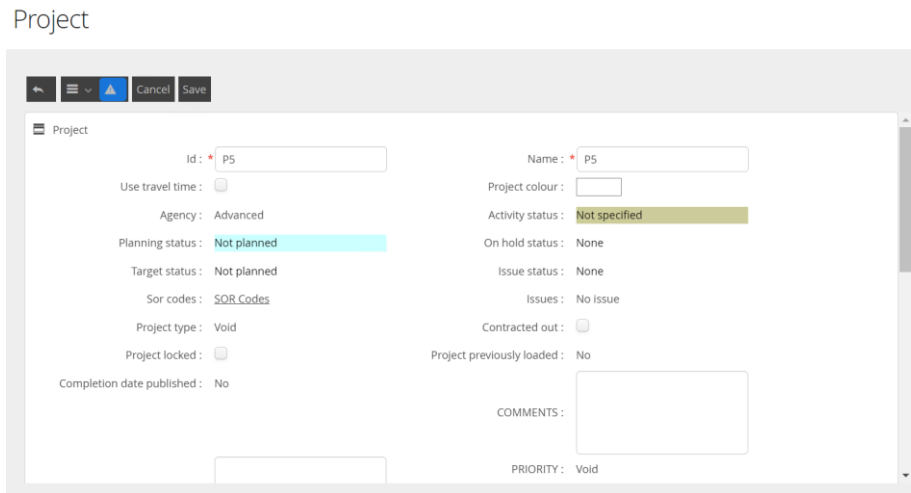 Project
Cancel Save
Project
Id : * P5 Name : * P5
Use travel time : Project colour :
Agency : Advanced Activity status : Not specified
Planning status : Not planned On hold status : None
Target status : Not planned Issue status : None
Sor codes : SOR Codes Issues : No issue
Project type : Void Contracted out :
Project locked : Project previously loaded : No
Completion date published : No
COMMENTS :
PRIORITY : Void